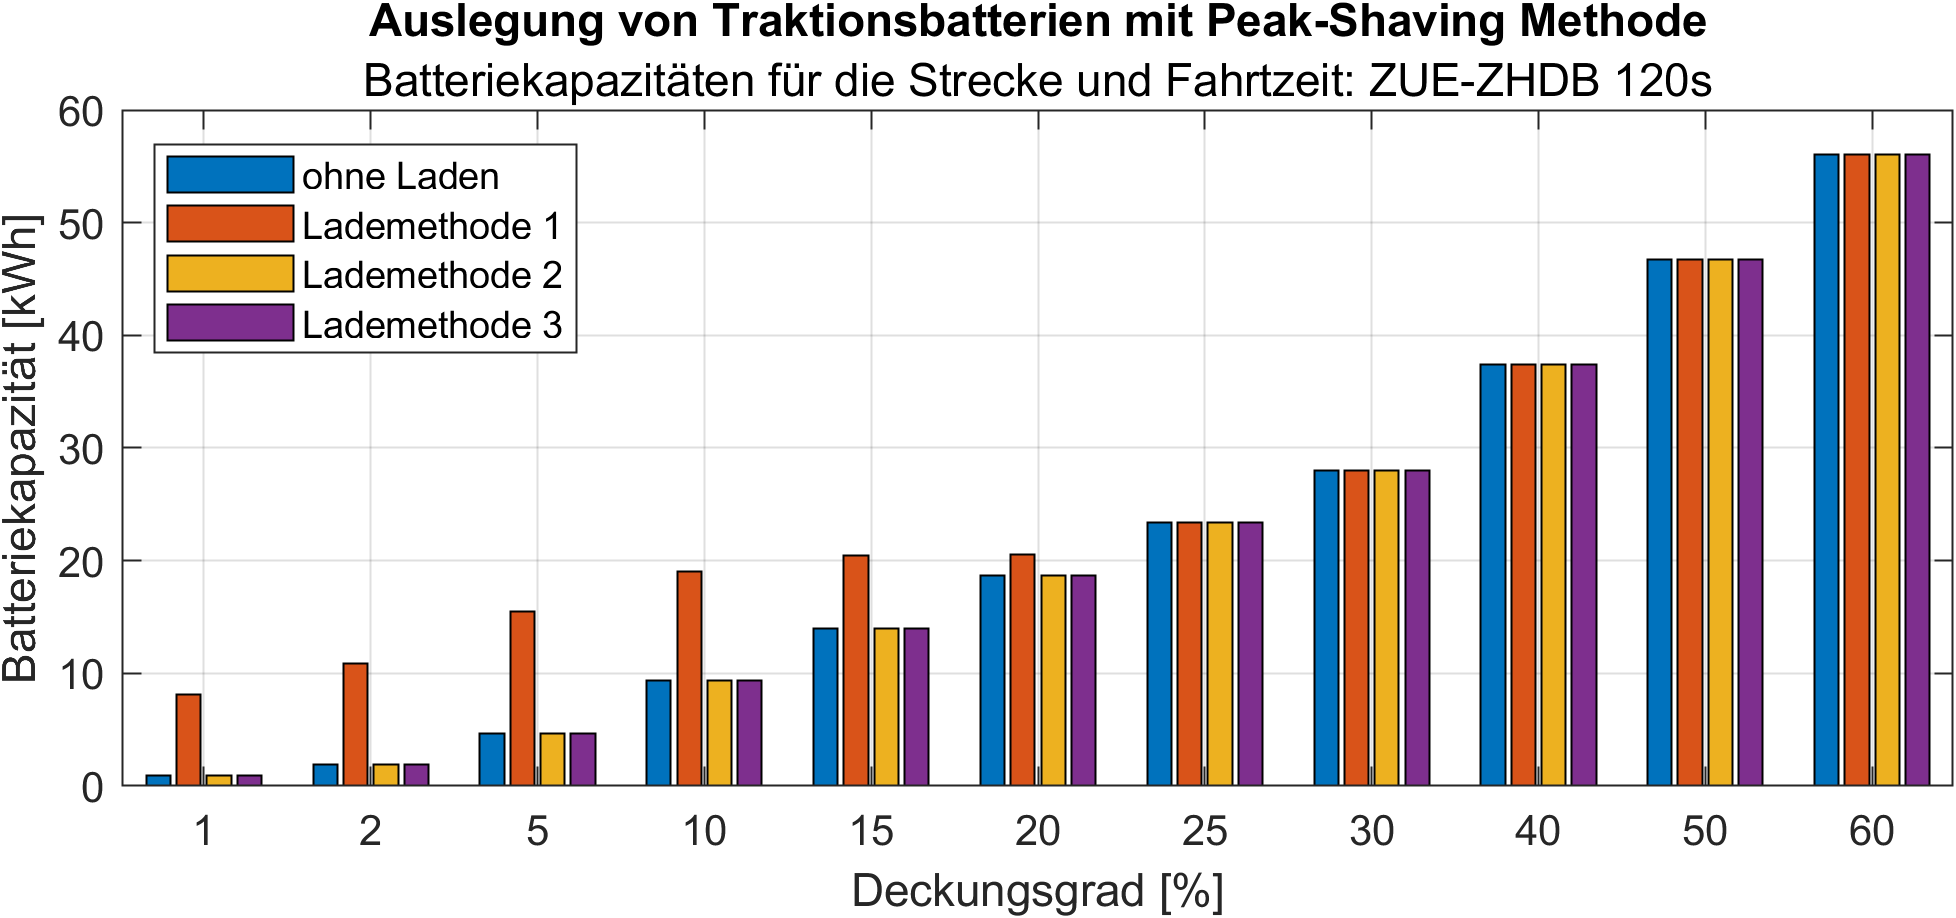 Auslegung von Traktionsbatterien mit Peak-Shaving Methode
Batteriekapazitäten für die Strecke und Fahrtzeit: ZUE-ZHDB 120s
Batteriekapazität [kWh]
60
50
40
30
20
10
0
ohne Laden
Lademethode 1
Lademethode 2
Lademethode 3
1 2 5 10 15 20 25 30 40 50 60
Deckungsgrad [%]